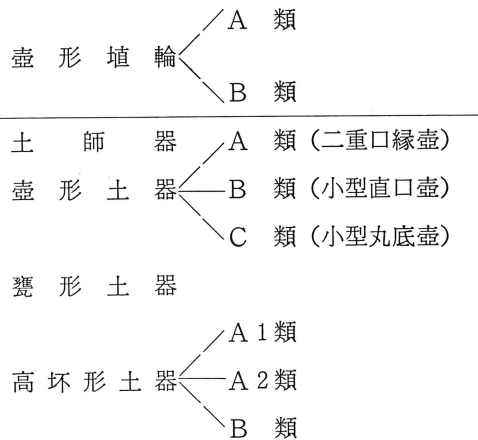 A 類
壺形埴輪
B 類
土師器 A 類(二重口縁壺)
壺形土器 B 類(小型直口壺)
C 類(小型丸底壺)
甕形土器
A1類
高坏形土器 A2類
B 類